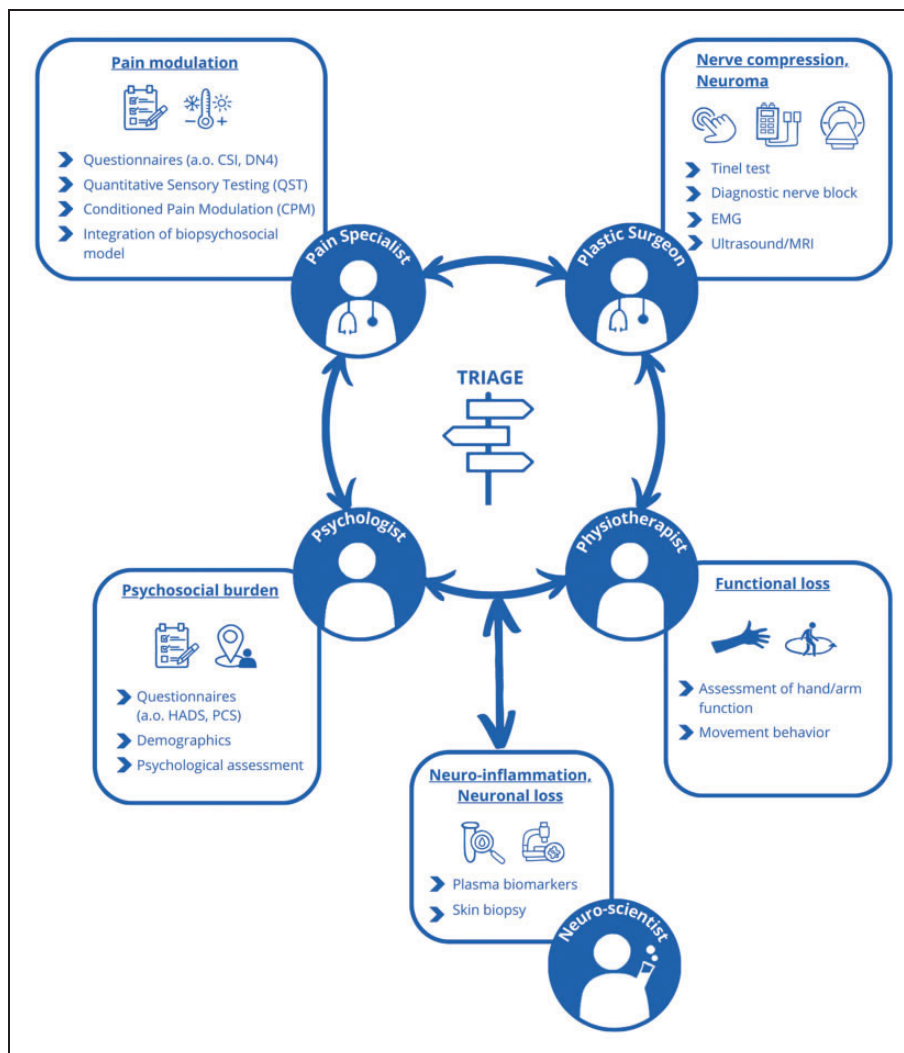 Pain modulation
Questionnaires (a.o. CSI, DN4)
Quantitative Sensory Testing (QST)
Conditioned Pain Modulation (CPM)
Integration of biopsychosocial
model
Pain Specialist
Nerve compression,
Neuroma
Tinel test
Diagnostic nerve block
EMG
Ultrasound/MRI
Plastic Surgeon
TRIAGE
Psychologist
Psychosocial burden
Questionnaires
(a.o. HADS, PCS)
Demographics
Psychological assessment
Physiotherapist
Functional loss
Assessment of hand/arm
function
Movement behavior
Neuro-inflammation,
Neuronal loss
Plasma biomarkers
Skin biopsy
Neuro-scientist